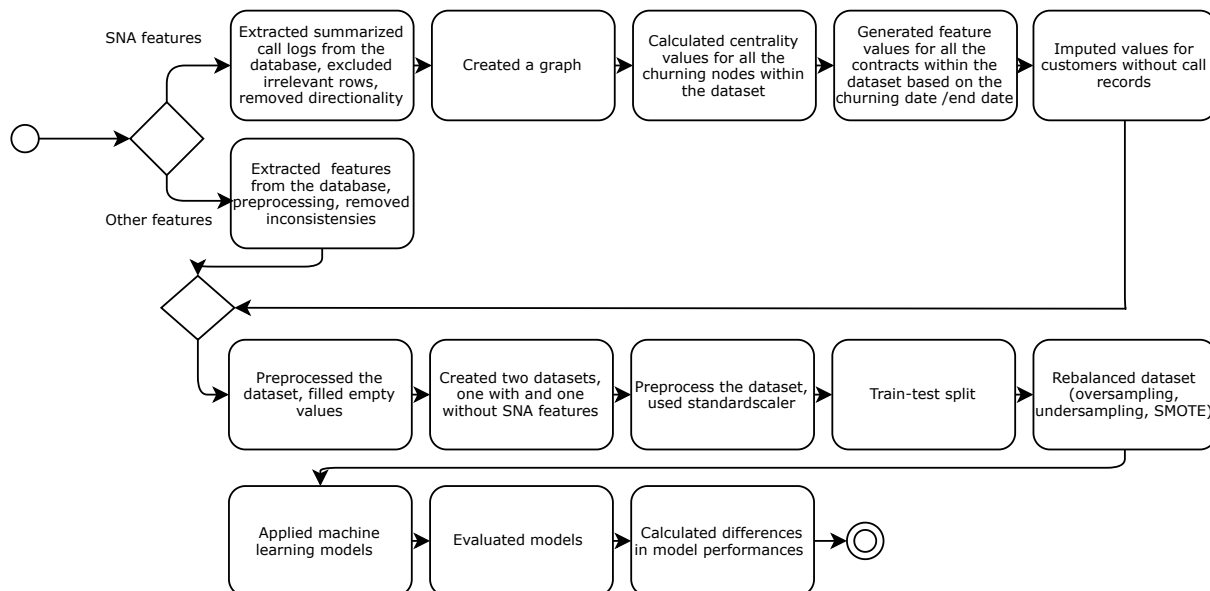 SNA features
Extracted summarized
call logs from the
database, excluded
irrelevant rows,
removed directionality
Created a graph
Calculated centrality
values for all the
churning nodes within
the dataset
Generated feature
values for all the
contracts within the
dataset based on the
churning date /end date
Imputed values for
customers without call
records
Other features
Extracted  features
from the database,
preprocessing, removed
inconsistensies
Preprocessed the
dataset, filled empty
values
Created two datasets,
one with and one
without SNA features
Preprocess the dataset,
used standardscaler
Train-test split
Rebalanced dataset
(oversampling,
undersampling, SMOTE)
Applied machine
learning models
Evaluated models
Calculated differences
in model performances